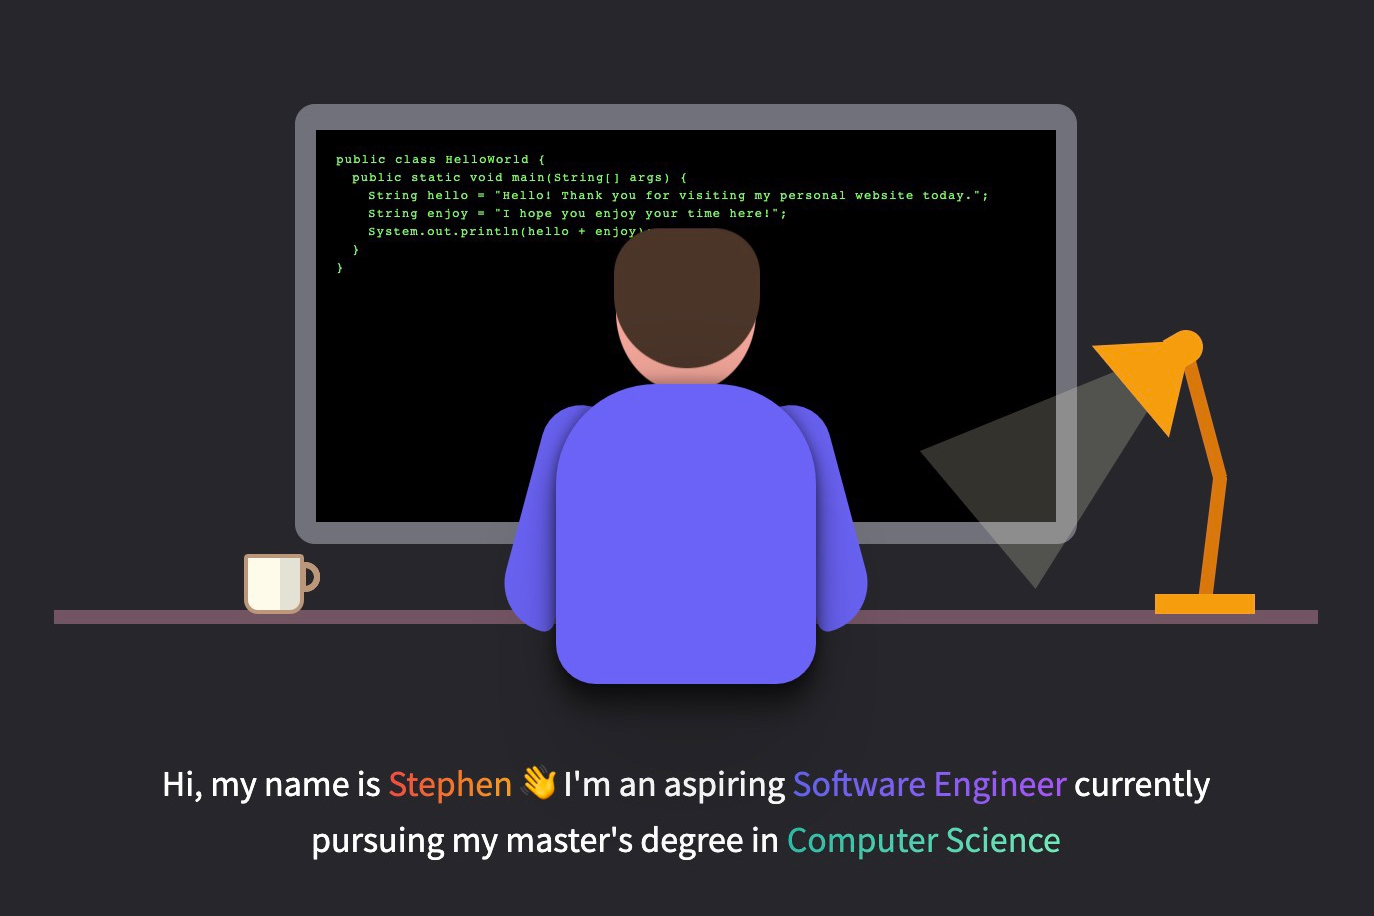 public class HelloWorld {
public static void main(String[] args) {
String hello = "Hello! Thank you for visiting my personal website today.";
String enjoy = "I hope you enjoy your time here!";
System.out.println(hello + enjoy)
}
}
Hi, my name is Stephen 👋 I'm an aspiring Software Engineer currently
pursuing my master's degree in Computer Science